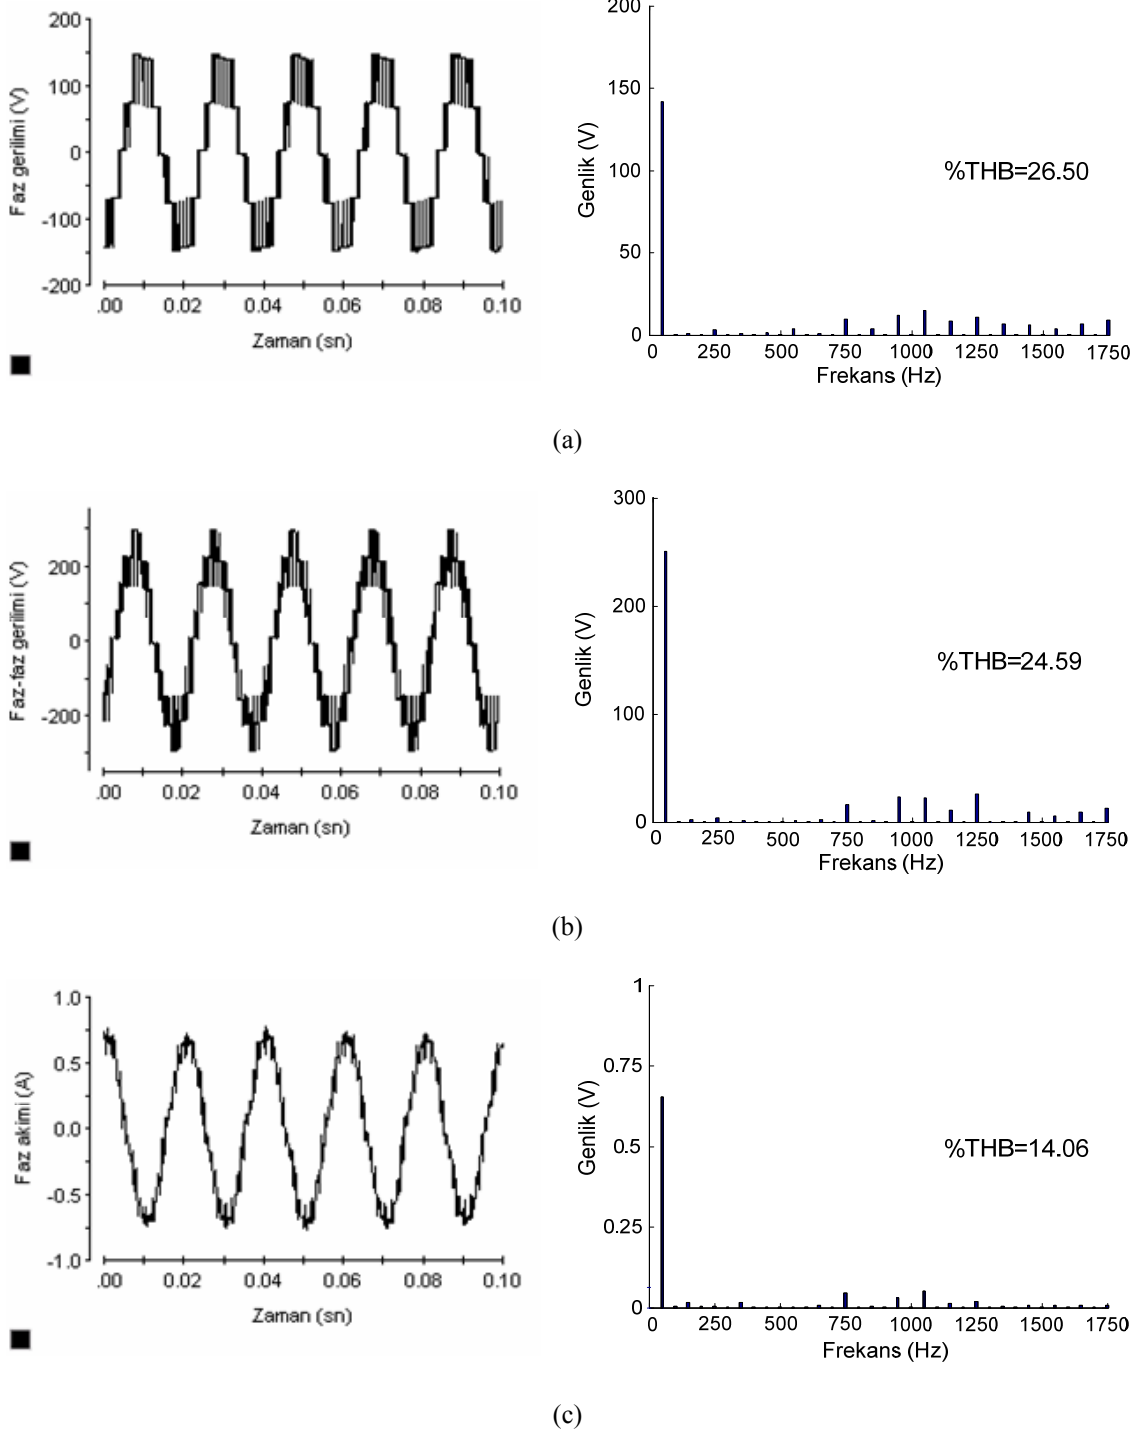 Faz gerilimi (V)
200
100
0
-100
-200
.00 0.02 0.04 0.06 0.08 0.10
Zaman (sn)
Genlik (V)
200
150
100
50
0
%THB=26.50
0 250 500 750 1000 1250 1500 1750
Frekans (Hz)
(a)
Faz-faz gerilimi (V)
200
0
-200
.00 0.02 0.04 0.06 0.08 0.10
Zaman (sn)
Genlik (V)
300
200
100
0
%THB=24.59
0 250 500 750 1000 1250 1500 1750
Frekans (Hz)
(b)
Faz akimi (A)
1.0
0.5
0.0
-0.5
-1.0
.00 0.02 0.04 0.06 0.08 0.10
Zaman (sn)
Genlik (V)
1
0.75
0.5
0.25
0
%THB=14.06
0 250 500 750 1000 1250 1500 1750
Frekans (Hz)
(c)